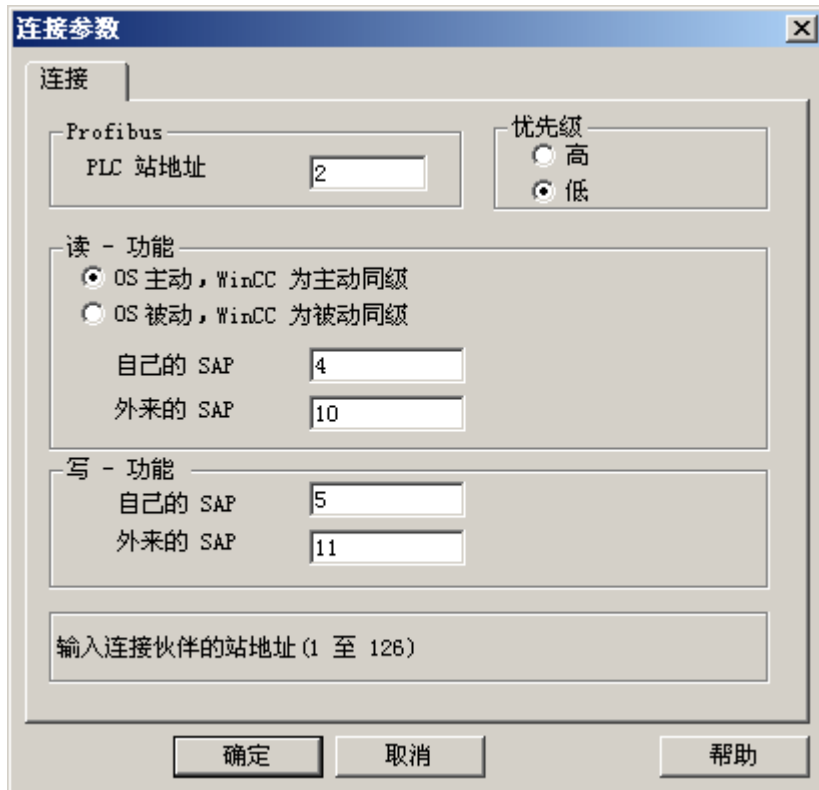 连接参数
连接
Profibus
PLC 站地址 2
优先级
高
低
读 - 功能
OS 主动，WinCC 为主动同级
OS 被动，WinCC 为被动同级
自己的 SAP 4
外来的 SAP 10
写 - 功能
自己的 SAP 5
外来的 SAP 11
输入连接伙伴的站地址(1 至 126)
确定 取消 帮助